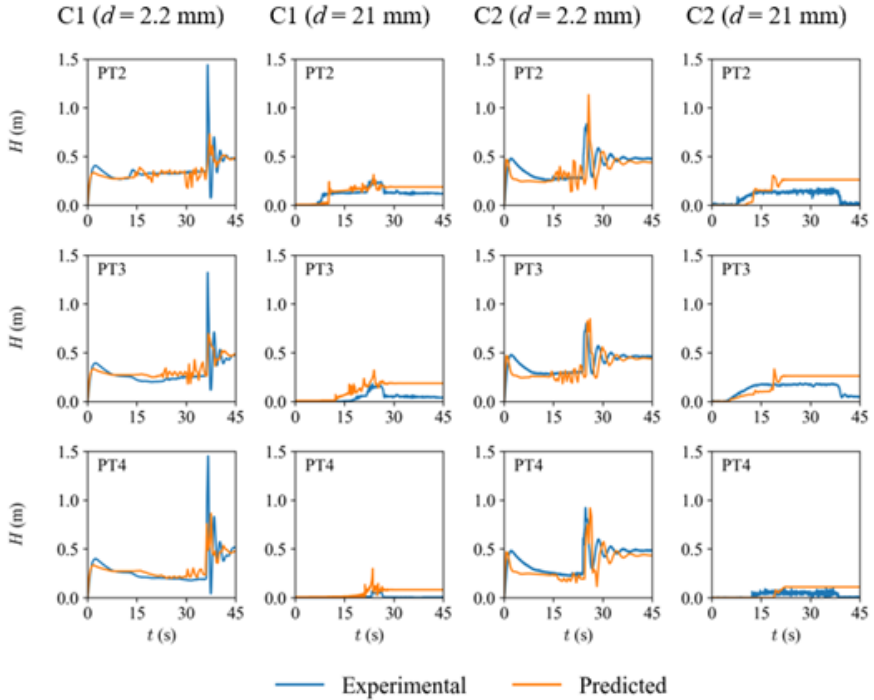 C1 (d = 2.2 mm) C1 (d = 21 mm) C2 (d = 2.2 mm) C2 (d = 21 mm)
1.5 1.5 1.5 1.5
PT2 PT2 PT2 PT2
1.0 1.0 1.0 1.0
H (m)
0.5 0.5 0.5 0.5
0.0 0.0 0.0 0.0
0 15 30 45 0 15 30 45 0 15 30 45 0 15 30 45
1.5 1.5 1.5 1.5
PT3 PT3 PT3 PT3
1.0 1.0 1.0 1.0
H (m)
0.5 0.5 0.5 0.5
0.0 0.0 0.0 0.0
0 15 30 45 0 15 30 45 0 15 30 45 0 15 30 45
1.5 1.5 1.5 1.5
PT4 PT4 PT4 PT4
1.0 1.0 1.0 1.0
H (m)
0.5 0.5 0.5 0.5
0.0 0.0 0.0 0.0
0 15 30 45 0 15 30 45 0 15 30 45 0 15 30 45
t (s) t (s) t (s) t (s)
Experimental Predicted